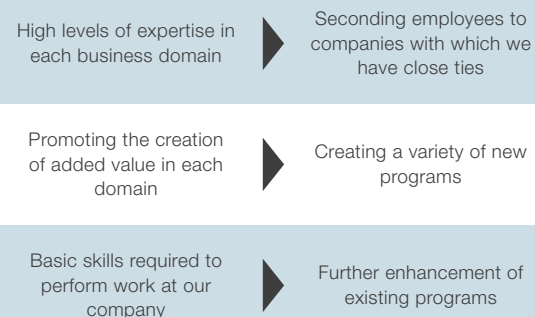 High levels of expertise in
each business domain
Seconding employees to
companies with which we
have close ties
Promoting the creation
of added value in each
domain
Creating a variety of new
programs
Basic skills required to
perform work at our
company
Further enhancement of
existing programs